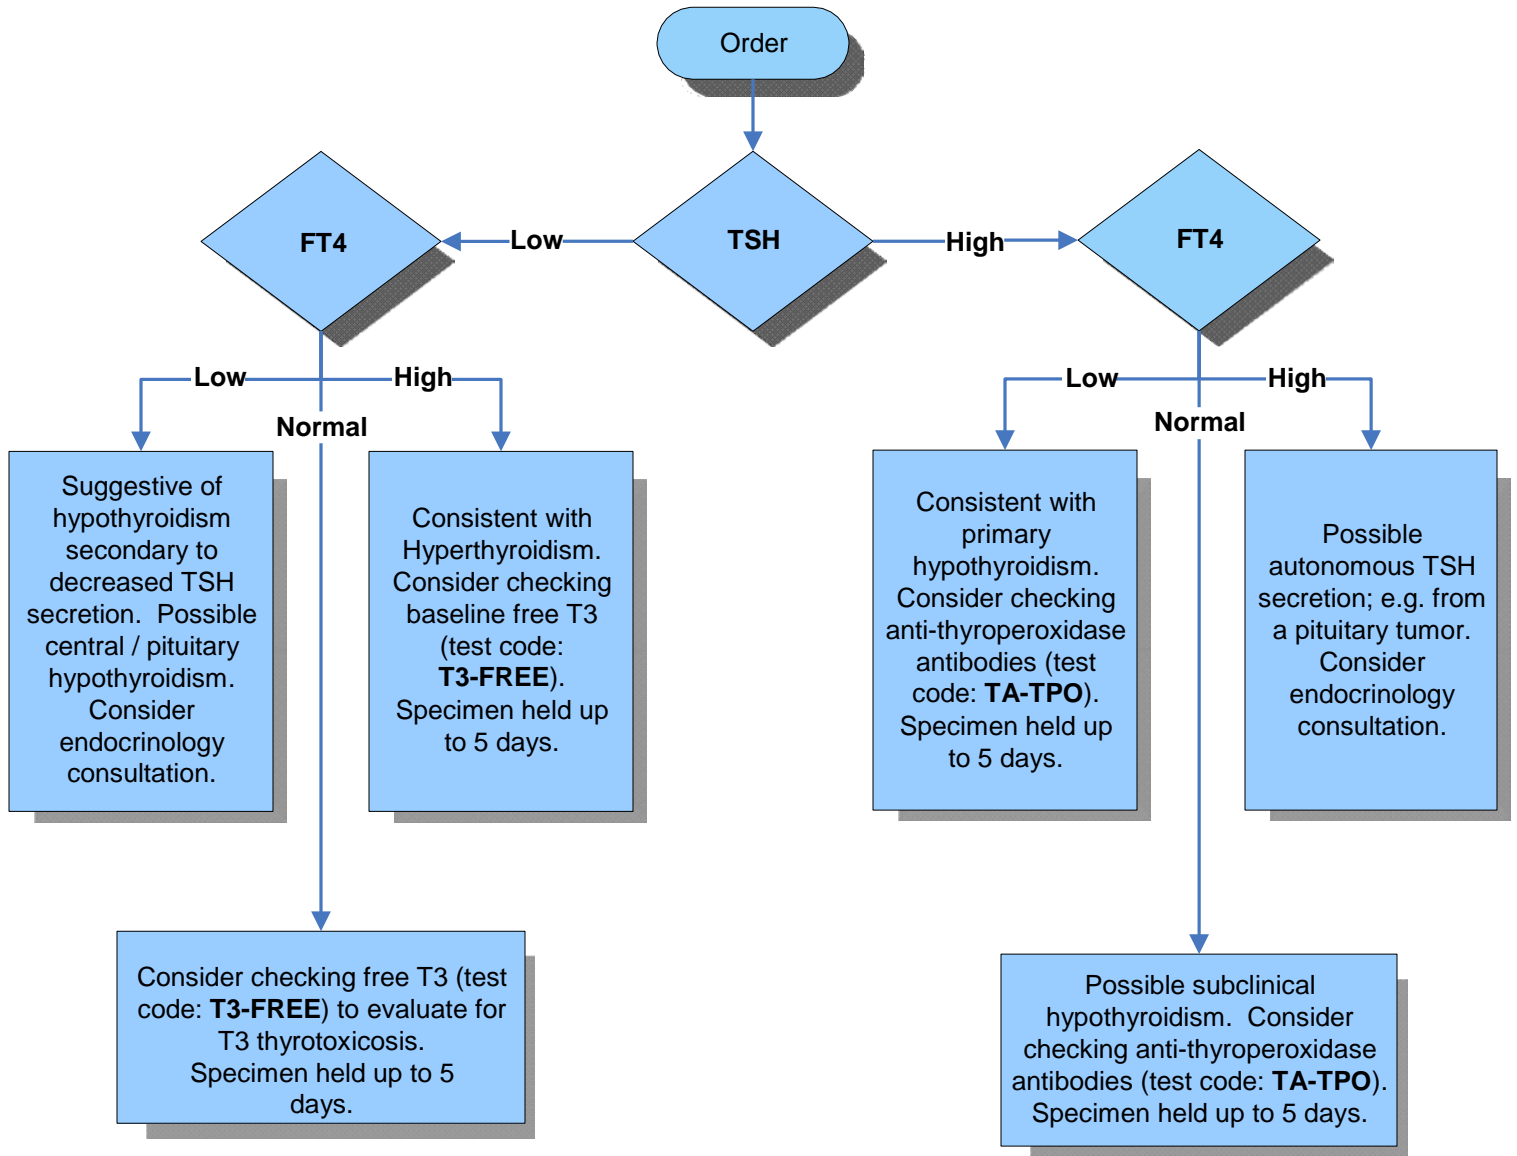 Order
FT4
Low
TSH
High
FT4
Low
High
Normal
Low
High
Normal
Suggestive of
hypothyroidism
secondary to
decreased TSH
secretion.  Possible
central / pituitary
hypothyroidism.
Consider
endocrinology
consultation.
Consistent with
Hyperthyroidism.
Consider checking
baseline free T3
(test code:
T3-FREE).
Specimen held up
to 5 days.
Consistent with
primary
hypothyroidism.
Consider checking
anti-thyroperoxidase
antibodies (test
code: TA-TPO).
Specimen held up
to 5 days.
Possible
autonomous TSH
secretion; e.g. from
a pituitary tumor.
Consider
endocrinology
consultation.
Consider checking free T3 (test
code: T3-FREE) to evaluate for
T3 thyrotoxicosis.
Specimen held up to 5
days.
Possible subclinical
hypothyroidism.  Consider
checking anti-thyroperoxidase
antibodies (test code: TA-TPO).
Specimen held up to 5 days.